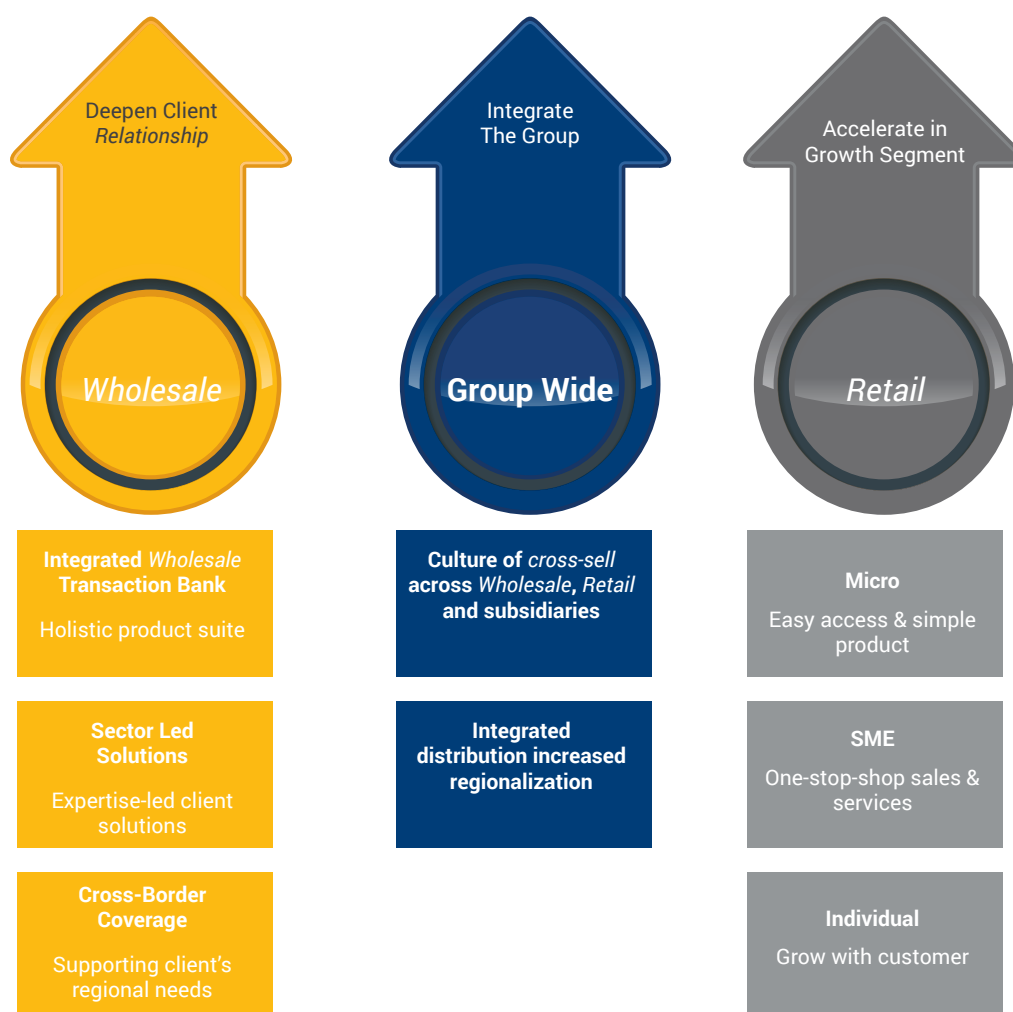 Deepen Client
Relationship
Wholesale
Integrated Wholesale
Transaction Bank
Holistic product suite
Sector Led
Solutions
Expertise-led client
solutions
Cross-Border
Coverage
Supporting client’s
regional needs
Integrate
The Group
Group Wide
Culture of cross-sell
across Wholesale, Retail
and subsidiaries
Integrated
distribution increased
regionalization
Accelerate in
Growth Segment
Retail
Micro
Easy access & simple
product
SME
One-stop-shop sales &
services
Individual
Grow with customer